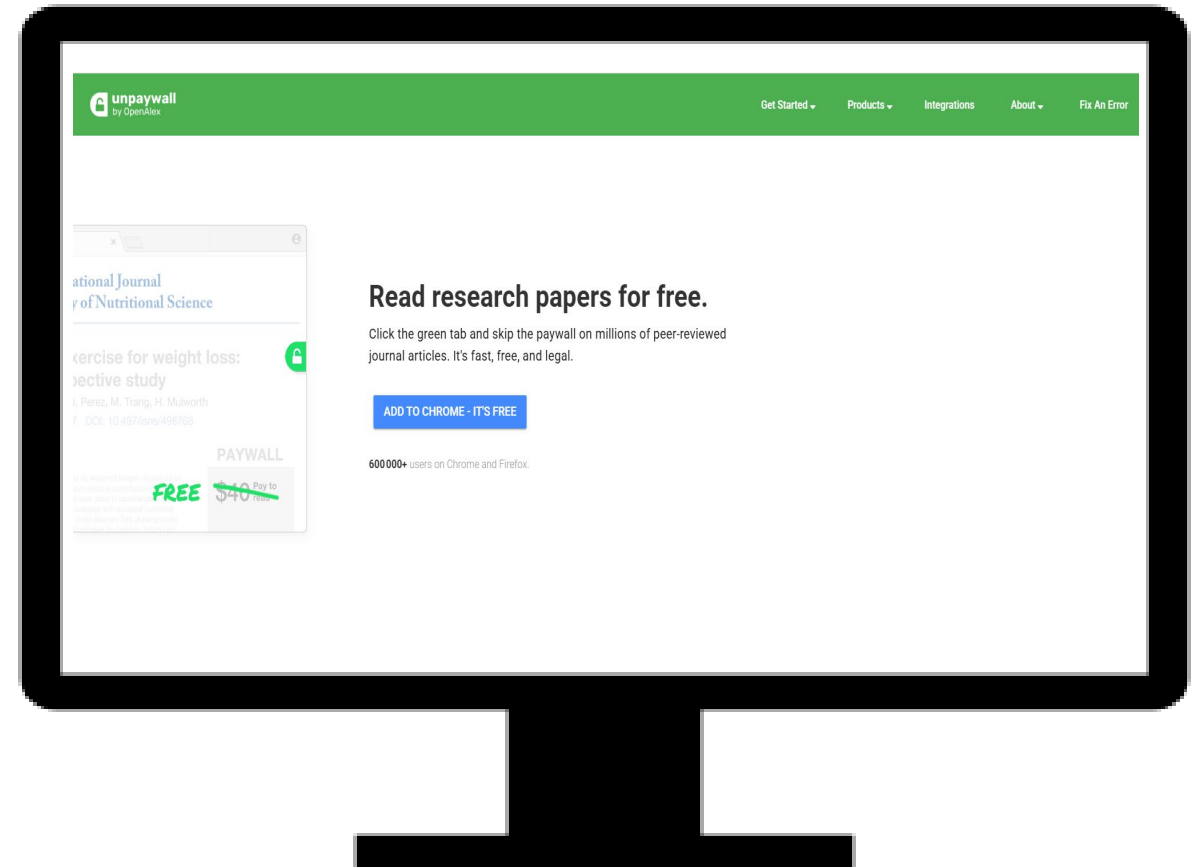 unpaywall
by OpenAlex
Get Started
Products
Integrations
About
Fix An Error
ational Journal
y of Nutritional Science
xercise for weight loss:
pective study
I. Perez, M. Trang, H. Mulworth
7 DOI: 10.497/ians/498766
PAYWALL
FREE
$40 Pay to
read
Read research papers for free.
Click the green tab and skip the paywall on millions of peer-reviewed
journal articles. It's fast, free, and legal.
ADD TO CHROME - IT'S FREE
600 000+ users on Chrome and Firefox.